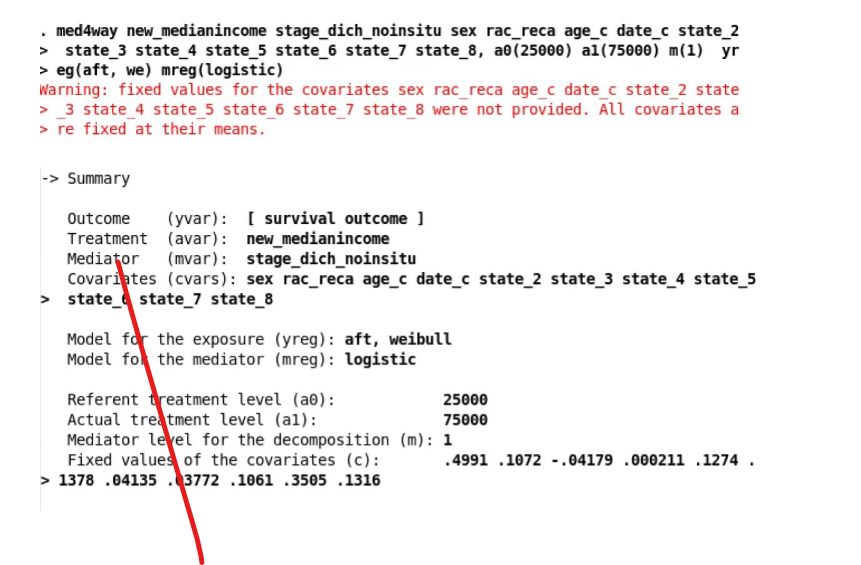 . med4way new_medianincome stage_dich_noinsitu sex rac_reca age_c date_c state_2
>  state_3 state_4 state_5 state_6 state_7 state_8, a0(25000) a1(75000) m(1)  yr
> eg(aft, we) mreg(logistic)
Warning: fixed values for the covariates sex rac_reca age_c date_c state_2 state
> _3 state_4 state_5 state_6 state_7 state_8 were not provided. All covariates a
> re fixed at their means.
-> Summary
Outcome    (yvar):  [ survival outcome ]
Treatment  (avar):  new_medianincome
Mediator   (mvar):  stage_dich_noinsitu
Covariates (cvars): sex rac_reca age_c date_c state_2 state_3 state_4 state_5
>  state_6 state_7 state_8
Model for the exposure (yreg): aft, weibull
Model for the mediator (mreg): logistic
Referent treatment level (a0):            25000
Actual treatment level (a1):              75000
Mediator level for the decomposition (m): 1
Fixed values of the covariates (c):       .4991 .1072 -.04179 .000211 .1274 .
> 1378 .04135 .03772 .1061 .3505 .1316